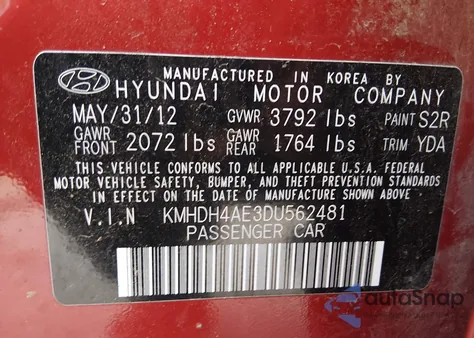 MANUFACTURED IN KOREA BY
HYUNDAI MOTOR COMPANY
MAY/31/12 GVWR 3792 lbs PAINT S2R
GAWR FRONT 2072 lbs GAWR REAR 1764 lbs TRIM YDA
THIS VEHICLE CONFORMS TO ALL APPLICABLE U.S.A. FEDERAL
MOTOR VEHICLE SAFETY, BUMPER, AND THEFT PREVENTION STANDARDS
IN EFFECT ON THE DATE OF MANUFACTURE SHOWN ABOVE.
V.I.N KMHDH4AE3DU562481
PASSENGER CAR
autoSnap